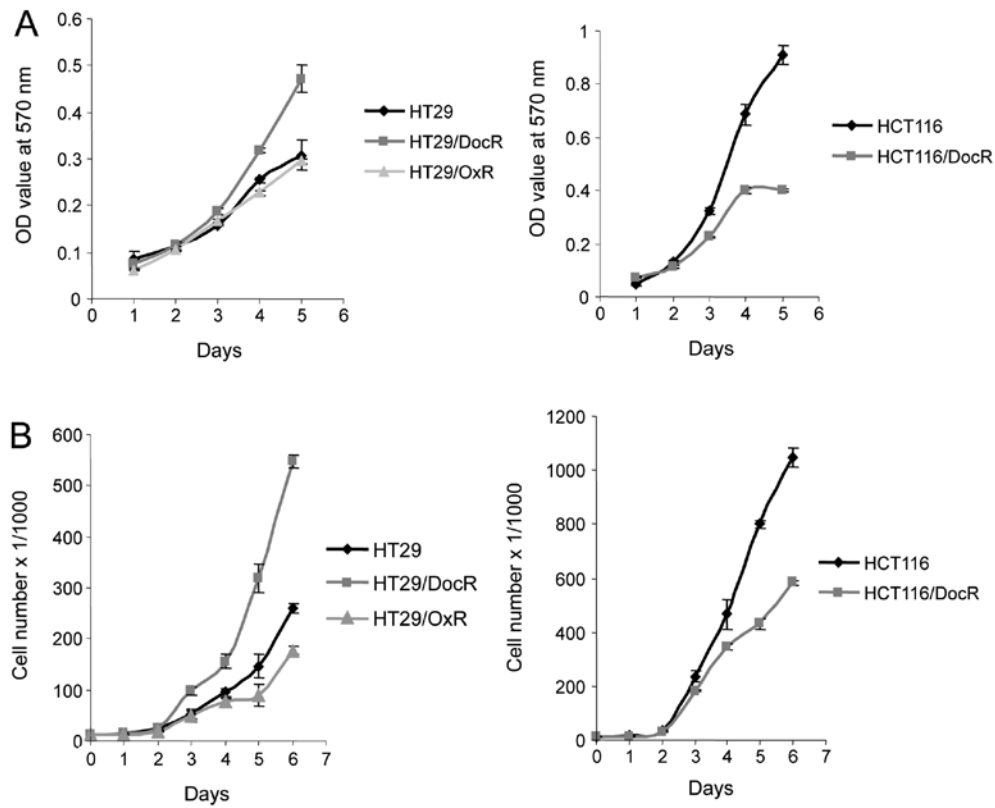 A
OD value at 570 nm
0.6
0.5
0.4
0.3
0.2
0.1
0
0 1 2 3 4 5 6
Days
HT29
HT29/DocR
HT29/OxR
OD value at 570 nm
1
0.8
0.6
0.4
0.2
0
0 1 2 3 4 5 6
Days
HCT116
HCT116/DocR
B
Cell number x 1/1000
600
500
400
300
200
100
0
0 1 2 3 4 5 6 7
Days
HT29
HT29/DocR
HT29/OxR
Cell number x 1/1000
1200
1000
800
600
400
200
0
0 1 2 3 4 5 6 7
Days
HCT116
HCT116/DocR